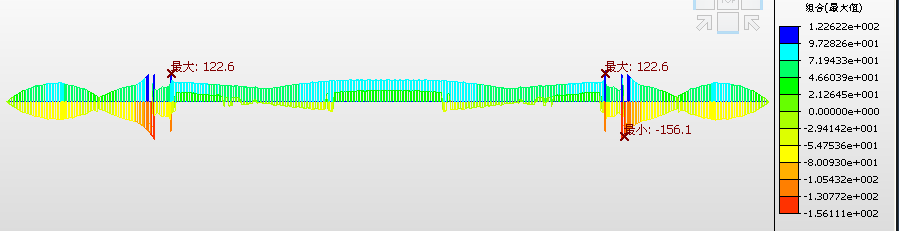 组合(最大值)
1.22622e+002
9.72826e+001
7.19433e+001
4.66039e+001
2.12645e+001
0.00000e+000
-2.94142e+001
-5.47536e+001
-8.00930e+001
-1.05432e+002
-1.30772e+002
-1.56111e+002
最大: 122.6
最大: 122.6
最小: -156.1